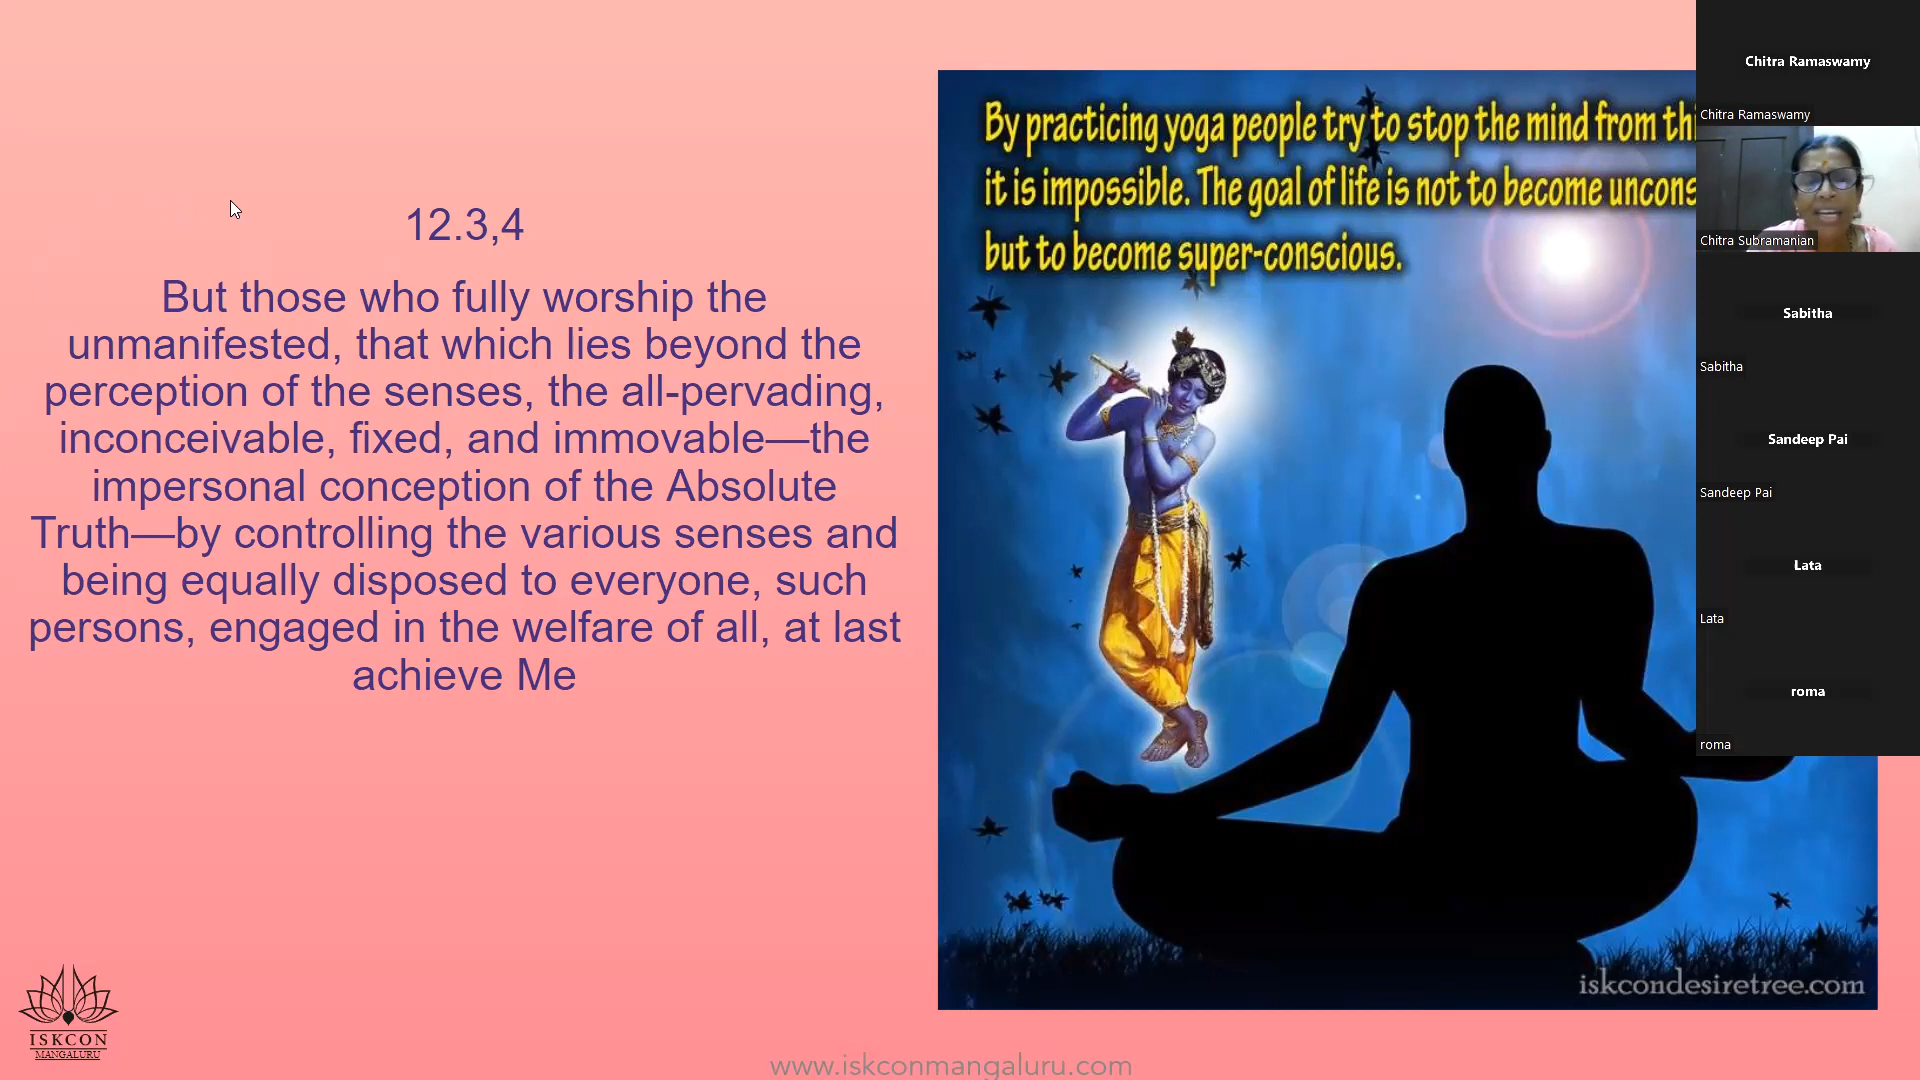 12.3,4
But those who fully worship the
unmanifested, that which lies beyond the
perception of the senses, the all-pervading,
inconceivable, fixed, and immovable—the
impersonal conception of the Absolute
Truth—by controlling the various senses and
being equally disposed to everyone, such
persons, engaged in the welfare of all, at last
achieve Me
By practicing yoga people try to stop the mind from
it is impossible. The goal of life is not to become
but to become super-conscious.
iskcondesiretree.com
ISKCON
MANGALURU
www.iskconmangaluru.com
Chitra Ramaswamy
Chitra Ramaswamy
Chitra Subramanian
Sabitha
Sabitha
Sandeep Pai
Sandeep Pai
Lata
Lata
roma
roma